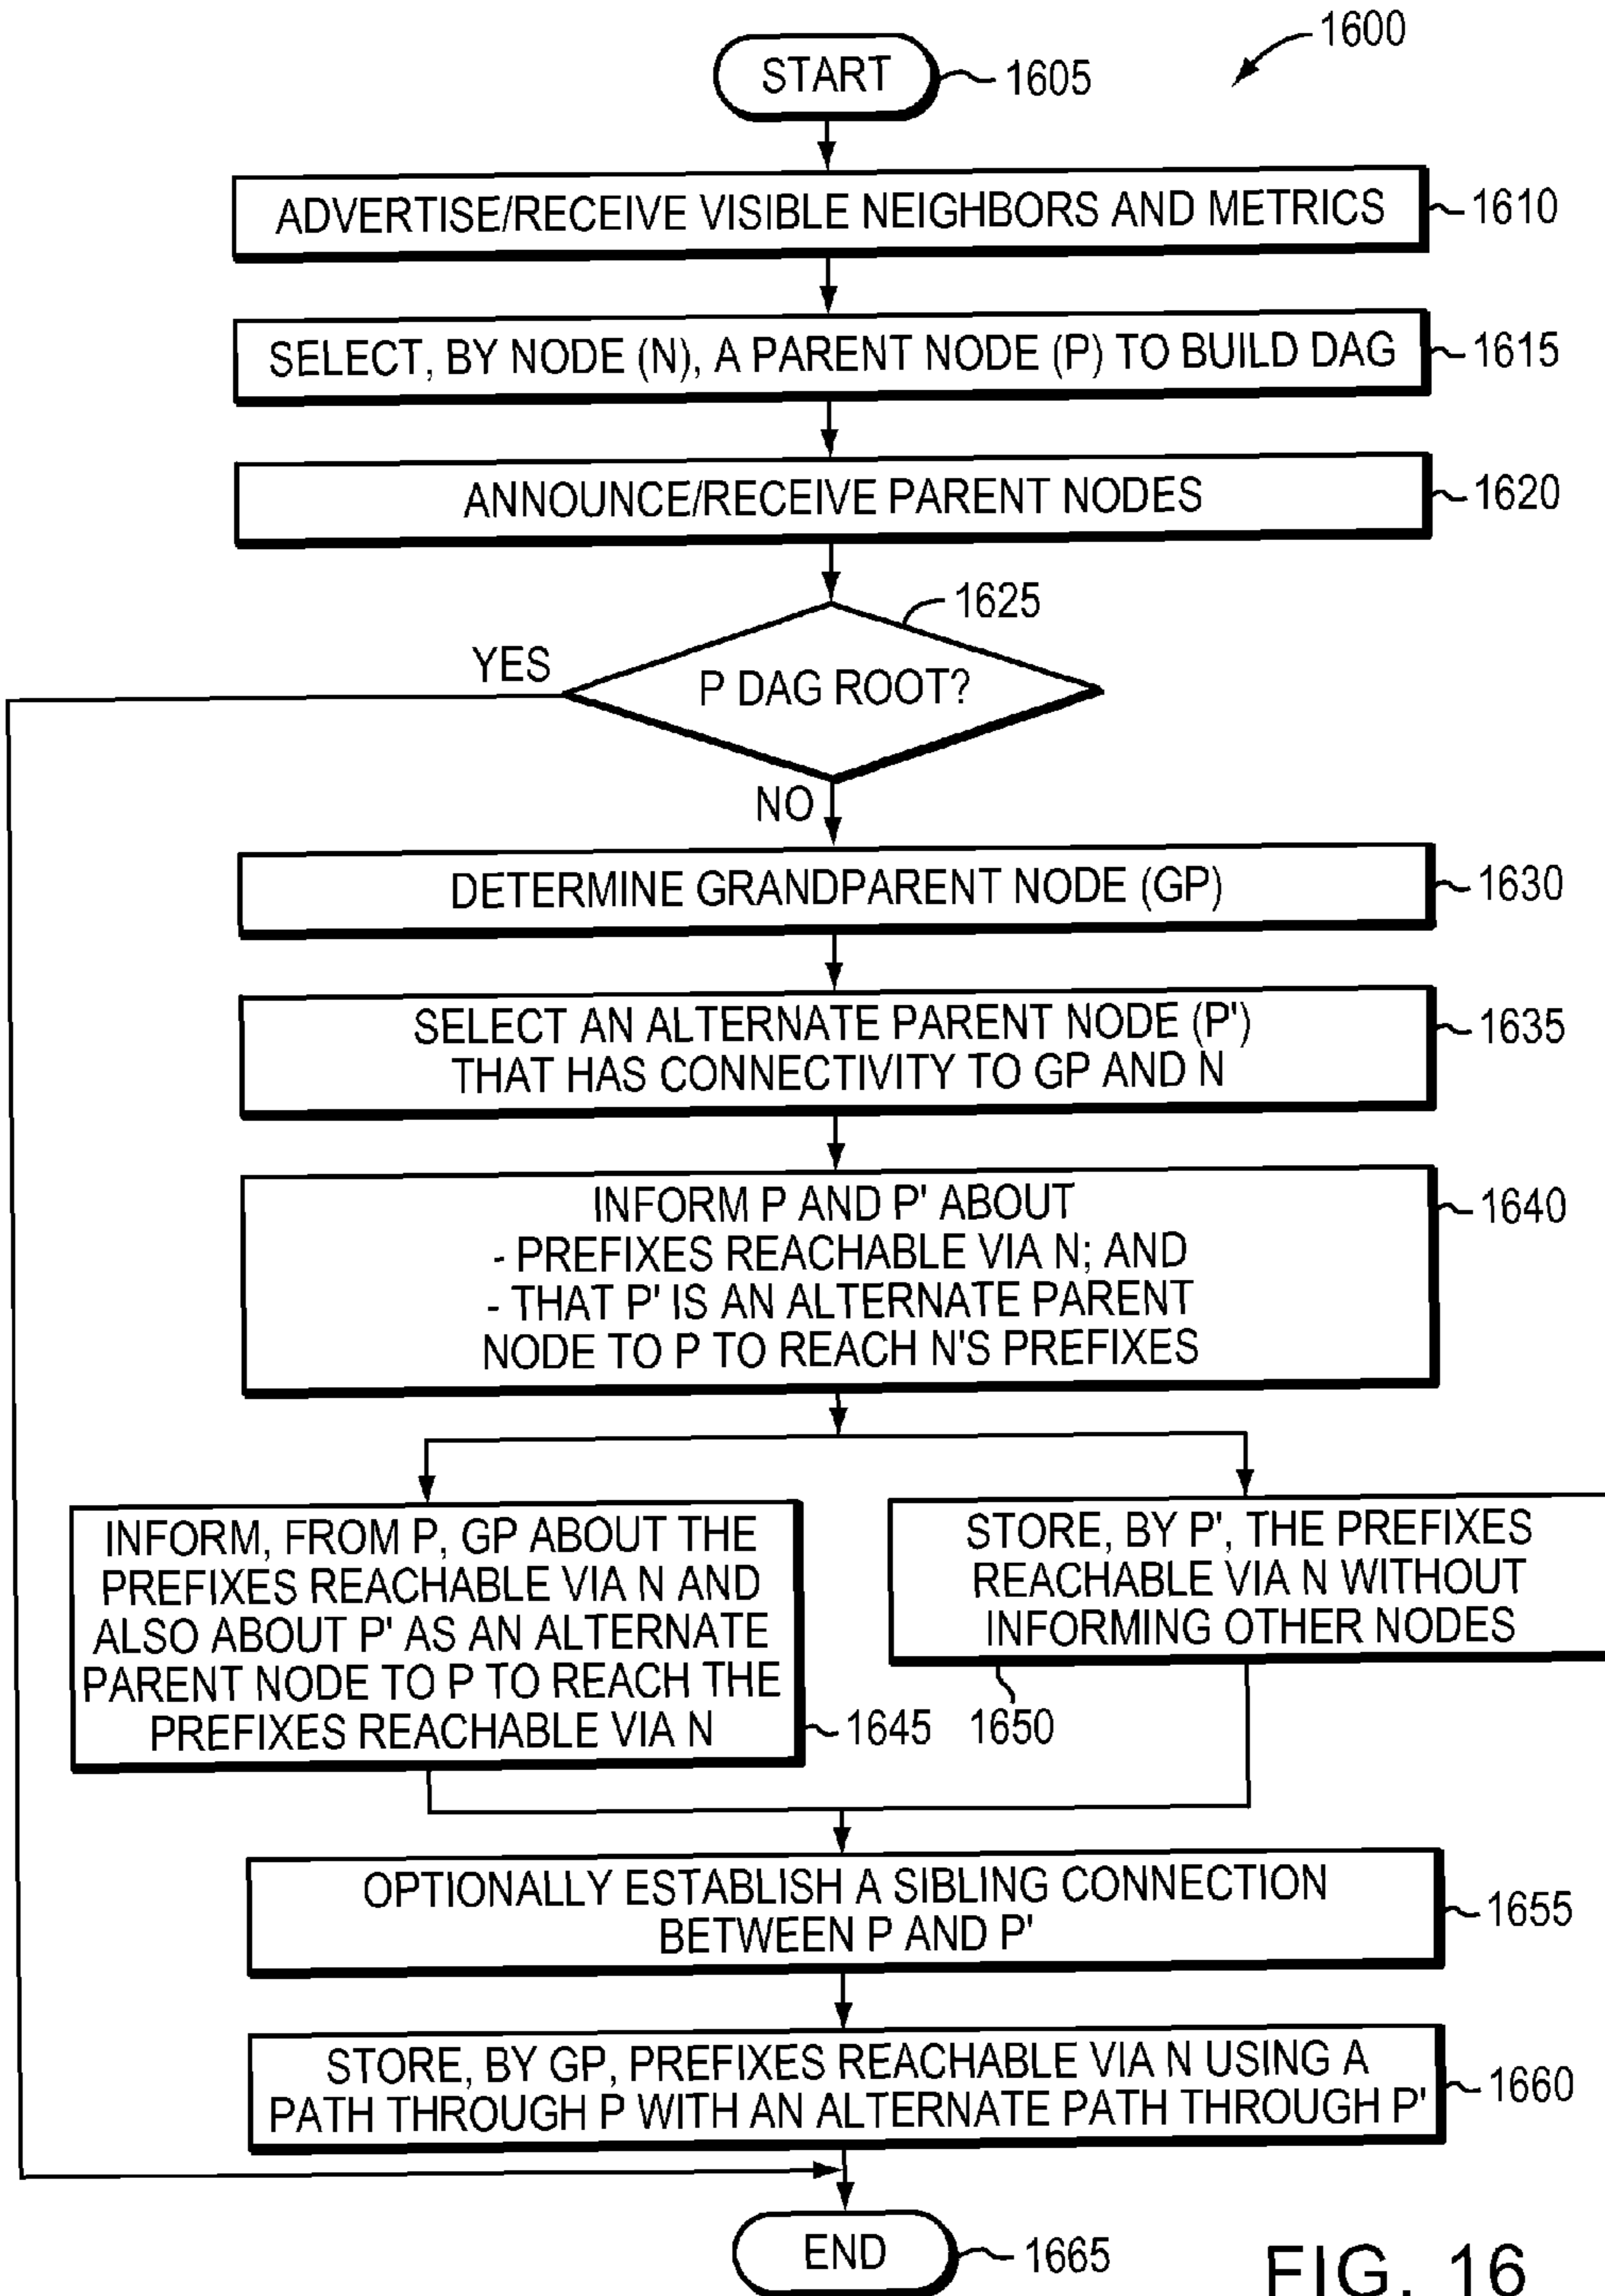 1600
START
1605
ADVERTISE/RECEIVE VISIBLE NEIGHBORS AND METRICS
1610
SELECT, BY NODE (N), A PARENT NODE (P) TO BUILD DAG
1615
ANNOUNCE/RECEIVE PARENT NODES
1620
1625
YES
P DAG ROOT?
NO
DETERMINE GRANDPARENT NODE (GP)
1630
SELECT AN ALTERNATE PARENT NODE (P')
THAT HAS CONNECTIVITY TO GP AND N
1635
INFORM P AND P' ABOUT
- PREFIXES REACHABLE VIA N; AND
- THAT P' IS AN ALTERNATE PARENT
NODE TO P TO REACH N'S PREFIXES
1640
INFORM, FROM P, GP ABOUT THE
PREFIXES REACHABLE VIA N AND
ALSO ABOUT P' AS AN ALTERNATE
PARENT NODE TO P TO REACH THE
PREFIXES REACHABLE VIA N
1645
STORE, BY P', THE PREFIXES
REACHABLE VIA N WITHOUT
INFORMING OTHER NODES
1650
OPTIONALLY ESTABLISH A SIBLING CONNECTION
BETWEEN P AND P'
1655
STORE, BY GP, PREFIXES REACHABLE VIA N USING A
PATH THROUGH P WITH AN ALTERNATE PATH THROUGH P'
1660
END
1665
FIG. 16